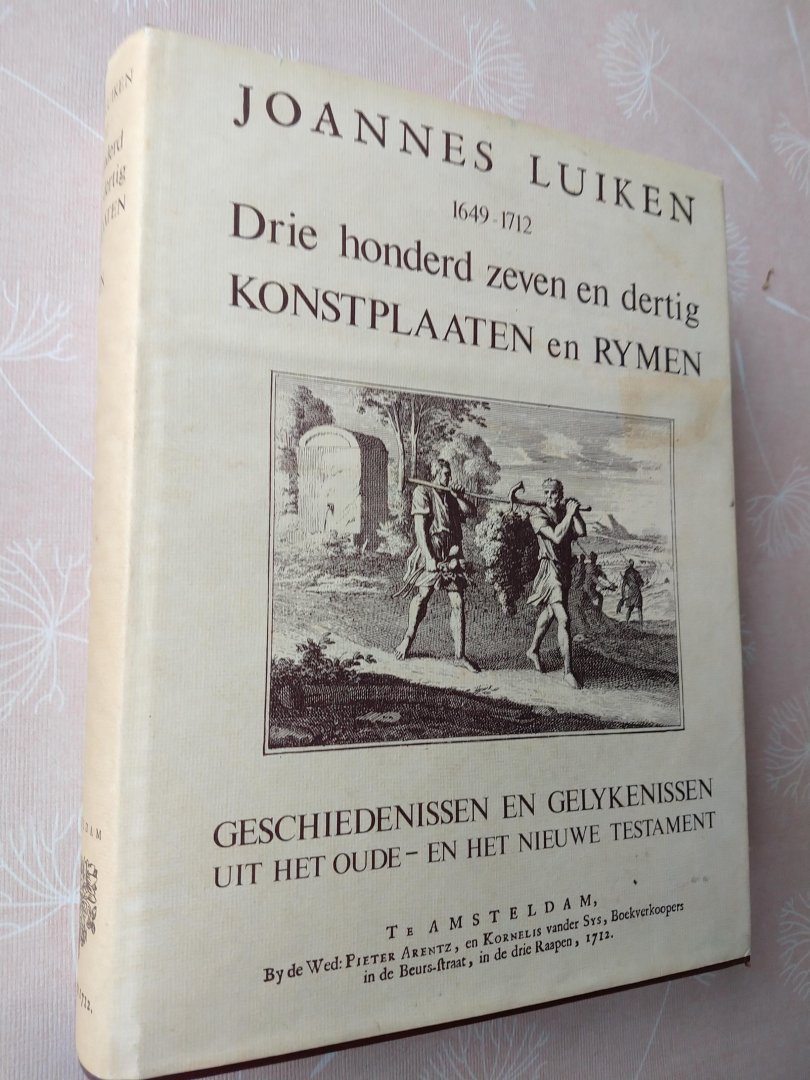 JOANNES LUIKEN
1649-1712
Drie honderd zeven en dertig
KONSTPLAATEN en RYMEN
GESCHIEDENISSEN EN GELYKENISSEN
UIT HET OUDE – EN HET NIEUWE TESTAMENT
TE AMSTELDAM,
By de Wed: PIETER ARENTZ, en KORNELIS vander SYS, Boekverkoopers
in de Beurs-straat, in de drie Raapen, 1712.
1712.